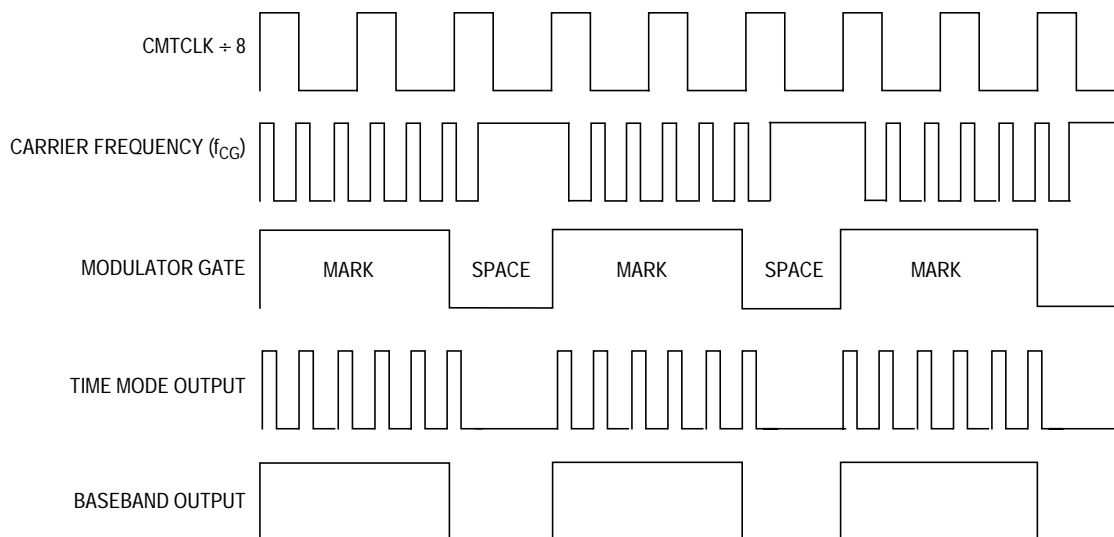 CMTCLK ÷ 8
CARRIER FREQUENCY (fCG)
MODULATOR GATE
MARK SPACE MARK SPACE MARK
TIME MODE OUTPUT
BASEBAND OUTPUT